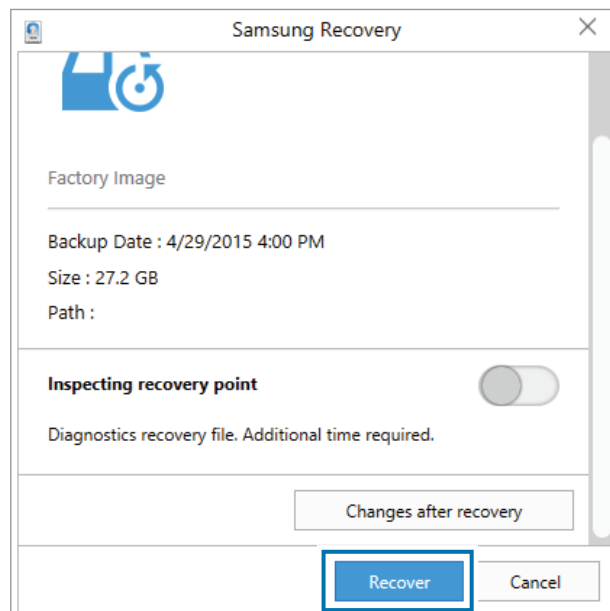 Samsung Recovery
Factory Image
Backup Date : 4/29/2015 4:00 PM
Size : 27.2 GB
Path :
Inspecting recovery point
Diagnostics recovery file. Additional time required.
Changes after recovery
Recover
Cancel